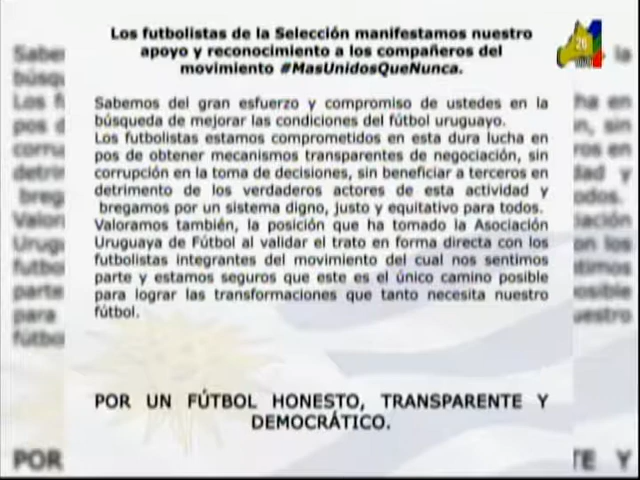 Los futbolistas de la Selección manifestamos nuestro
apoyo y reconocimiento a los compañeros del
movimiento #MasUnidosQueNunca.
Sabemos del gran esfuerzo y compromiso de ustedes en la
búsqueda de mejorar las condiciones del fútbol uruguayo.
Los futbolistas estamos comprometidos en esta dura lucha en
pos de obtener mecanismos transparentes de negociación, sin
corrupción en la toma de decisiones, sin beneficiar a terceros en
detrimento de los verdaderos actores de esta actividad y
bregamos por un sistema digno, justo y equitativo para todos.
Valoramos también, la posición que ha tomado la Asociación
Uruguaya de Fútbol al validar el trato en forma directa con los
futbolistas integrantes del movimiento del cual nos sentimos
parte y estamos seguros que este es el único camino posible
para lograr las transformaciones que tanto necesita nuestro
fútbol.
POR UN FÚTBOL HONESTO, TRANSPARENTE Y
DEMOCRÁTICO.